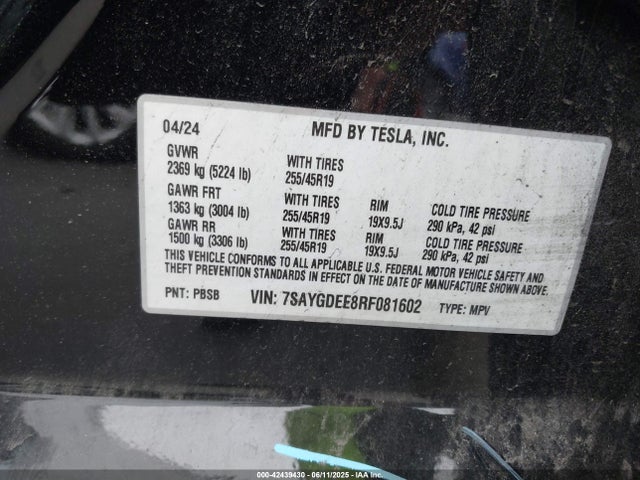 04/24 MFD BY TESLA, INC.
GVWR
2369 kg (5224 lb) WITH TIRES 255/45R19
GAWR FRT
1363 kg (3004 lb) WITH TIRES 255/45R19 RIM 19X9.5J COLD TIRE PRESSURE 290 kPa, 42 psi
GAWR RR
1500 kg (3306 lb) WITH TIRES 255/45R19 RIM 19X9.5J COLD TIRE PRESSURE 290 kPa, 42 psi
THIS VEHICLE CONFORMS TO ALL APPLICABLE U.S. FEDERAL MOTOR VEHICLE SAFETY AND
THEFT PREVENTION STANDARDS IN EFFECT ON THE DATE OF MANUFACTURE SHOWN ABOVE.
PNT: PBSB VIN: 7SAYGDEE8RF081602 TYPE: MPV
000-42439430 - 06/11/2025 - © IAA Inc.